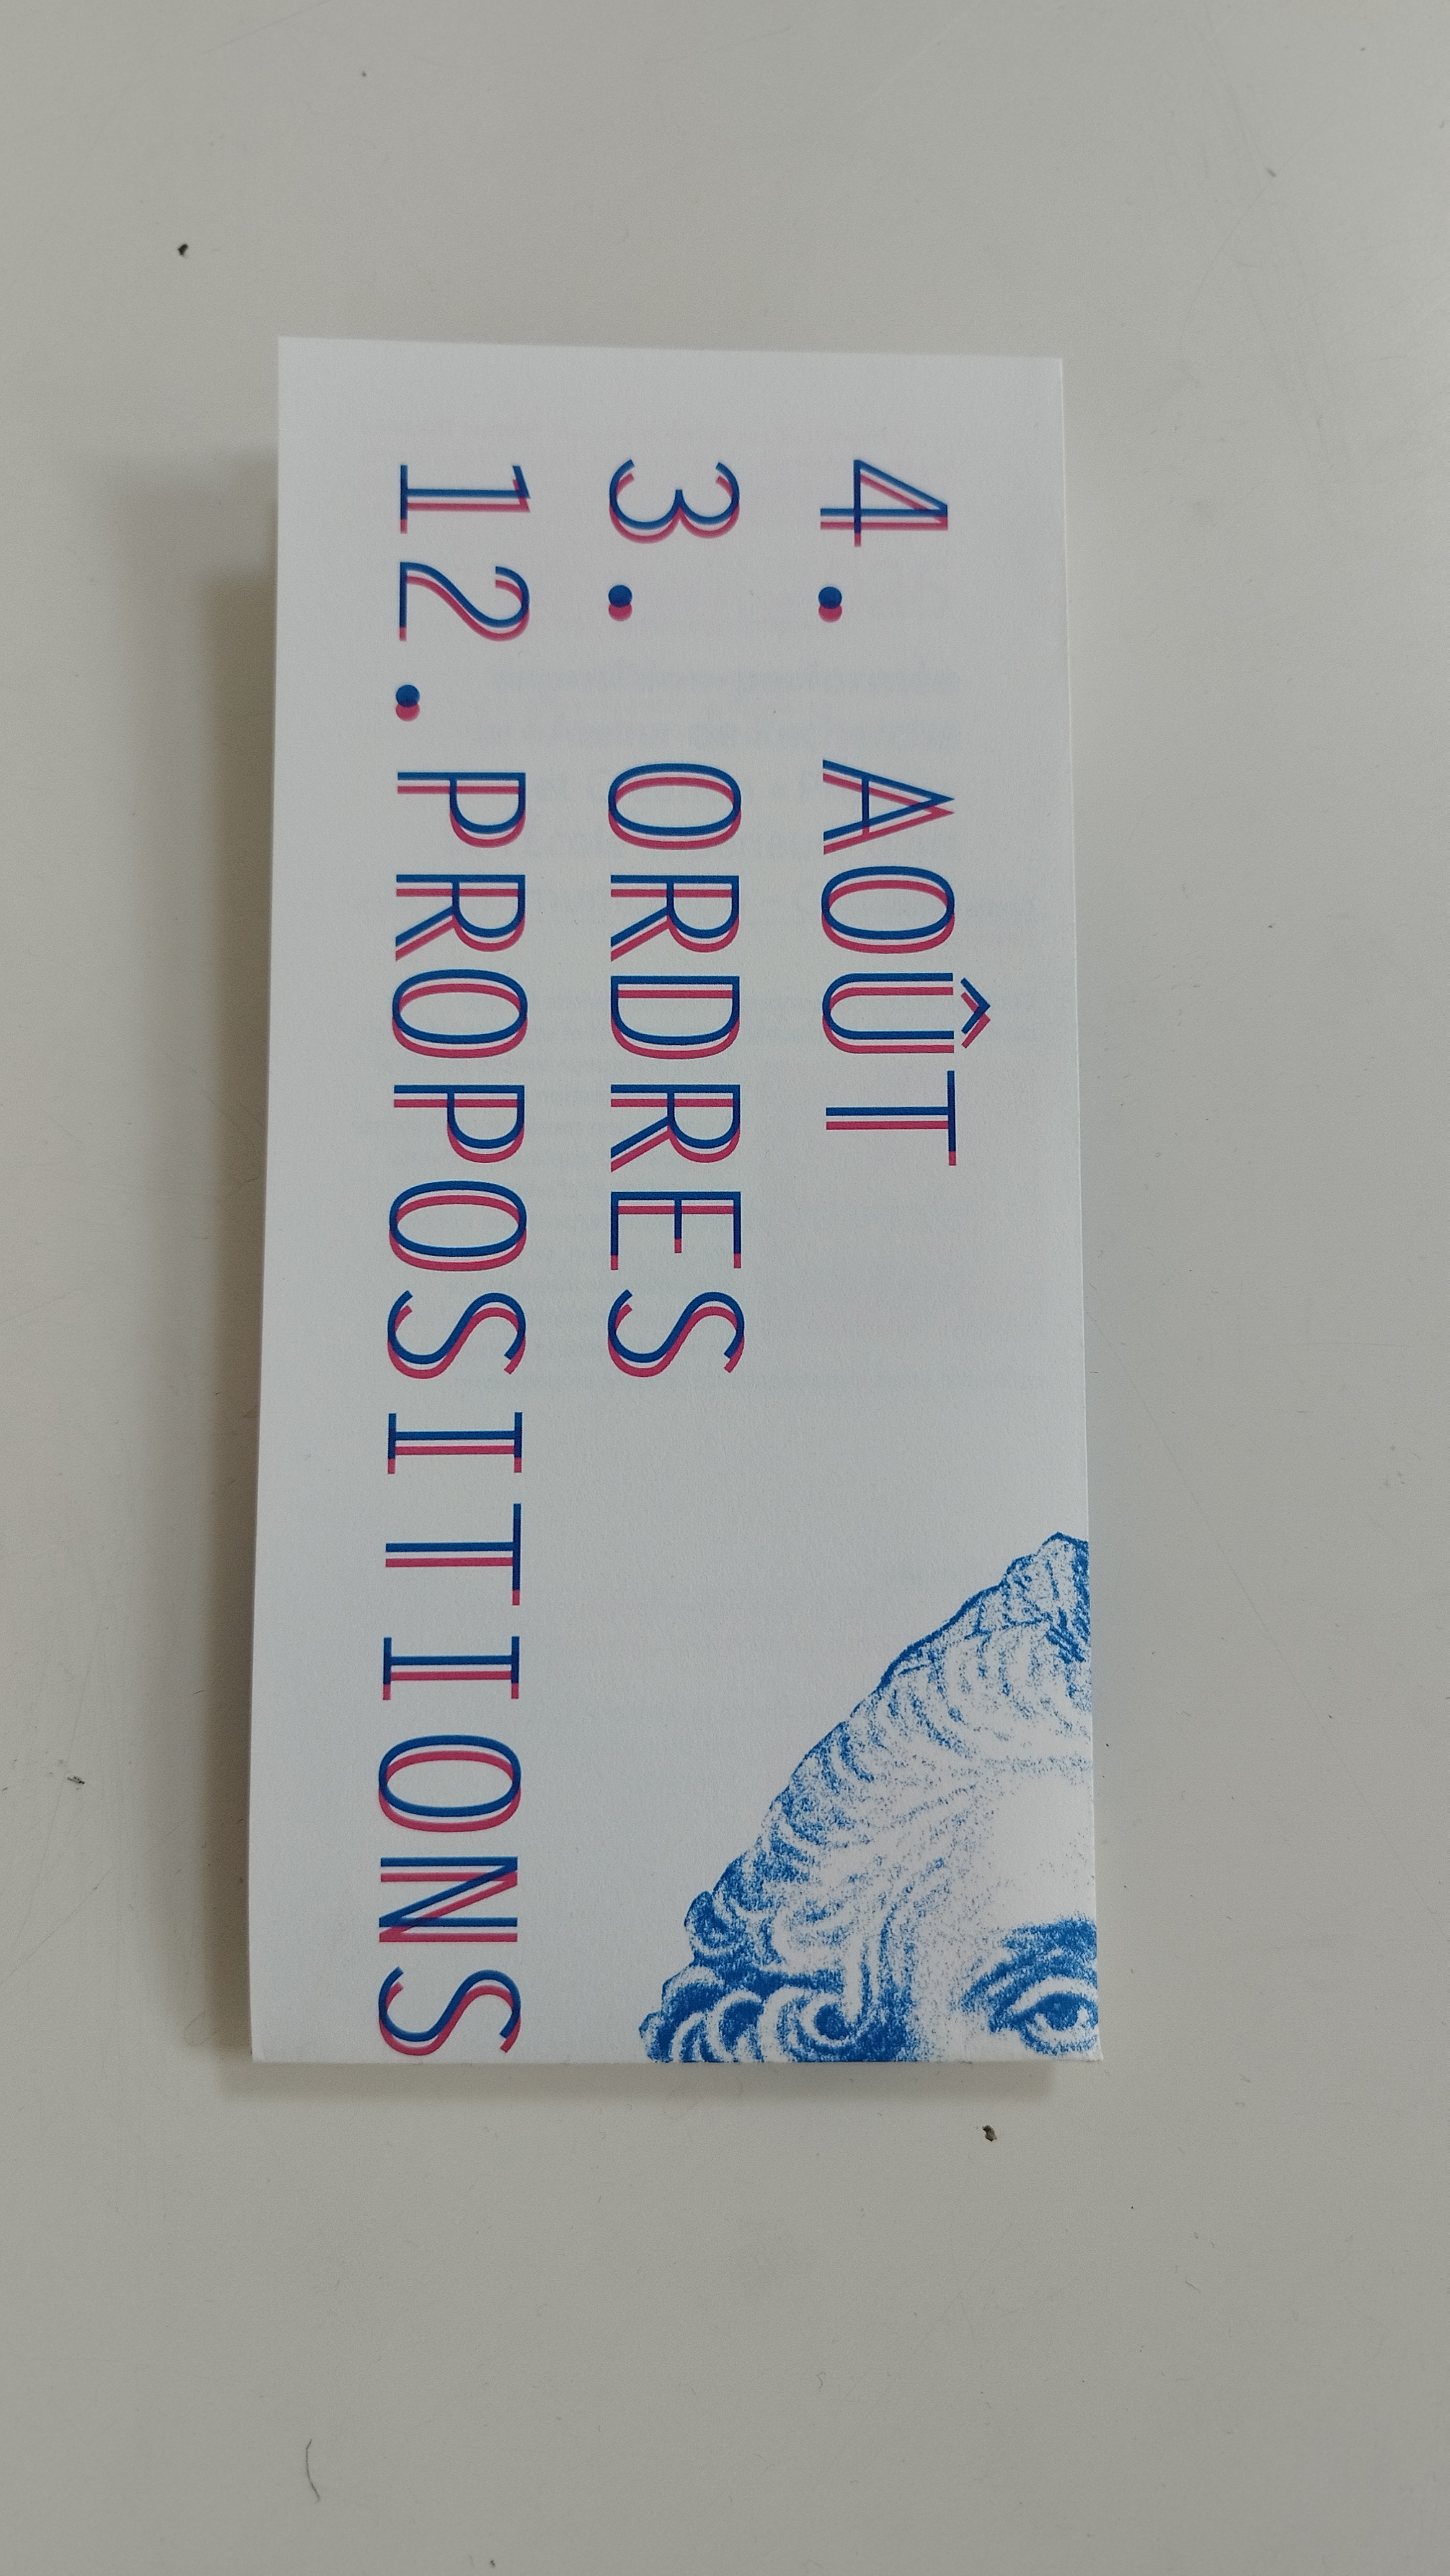 4. AOÛT
3. ORDRES
12.PROPOSITIONS